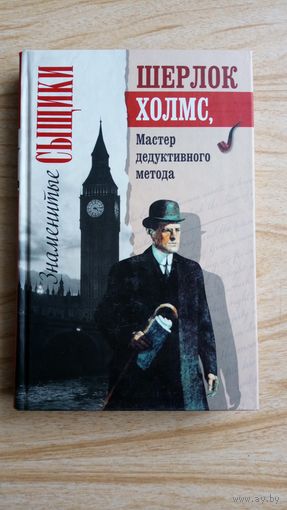 Знаменитые
СЫЩИКИ
ШЕРЛОК
ХОЛМС,
Мастер
дедуктивного
метода
www.ay.by